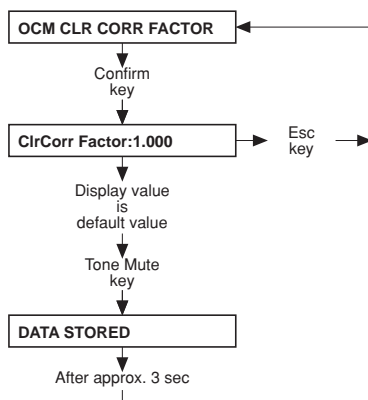 OCM CLR CORR FACTOR
Confirm
key
ClrCorr Factor:1.000
Esc
key
Display value
is
default value
Tone Mute
key
DATA STORED
After approx. 3 sec